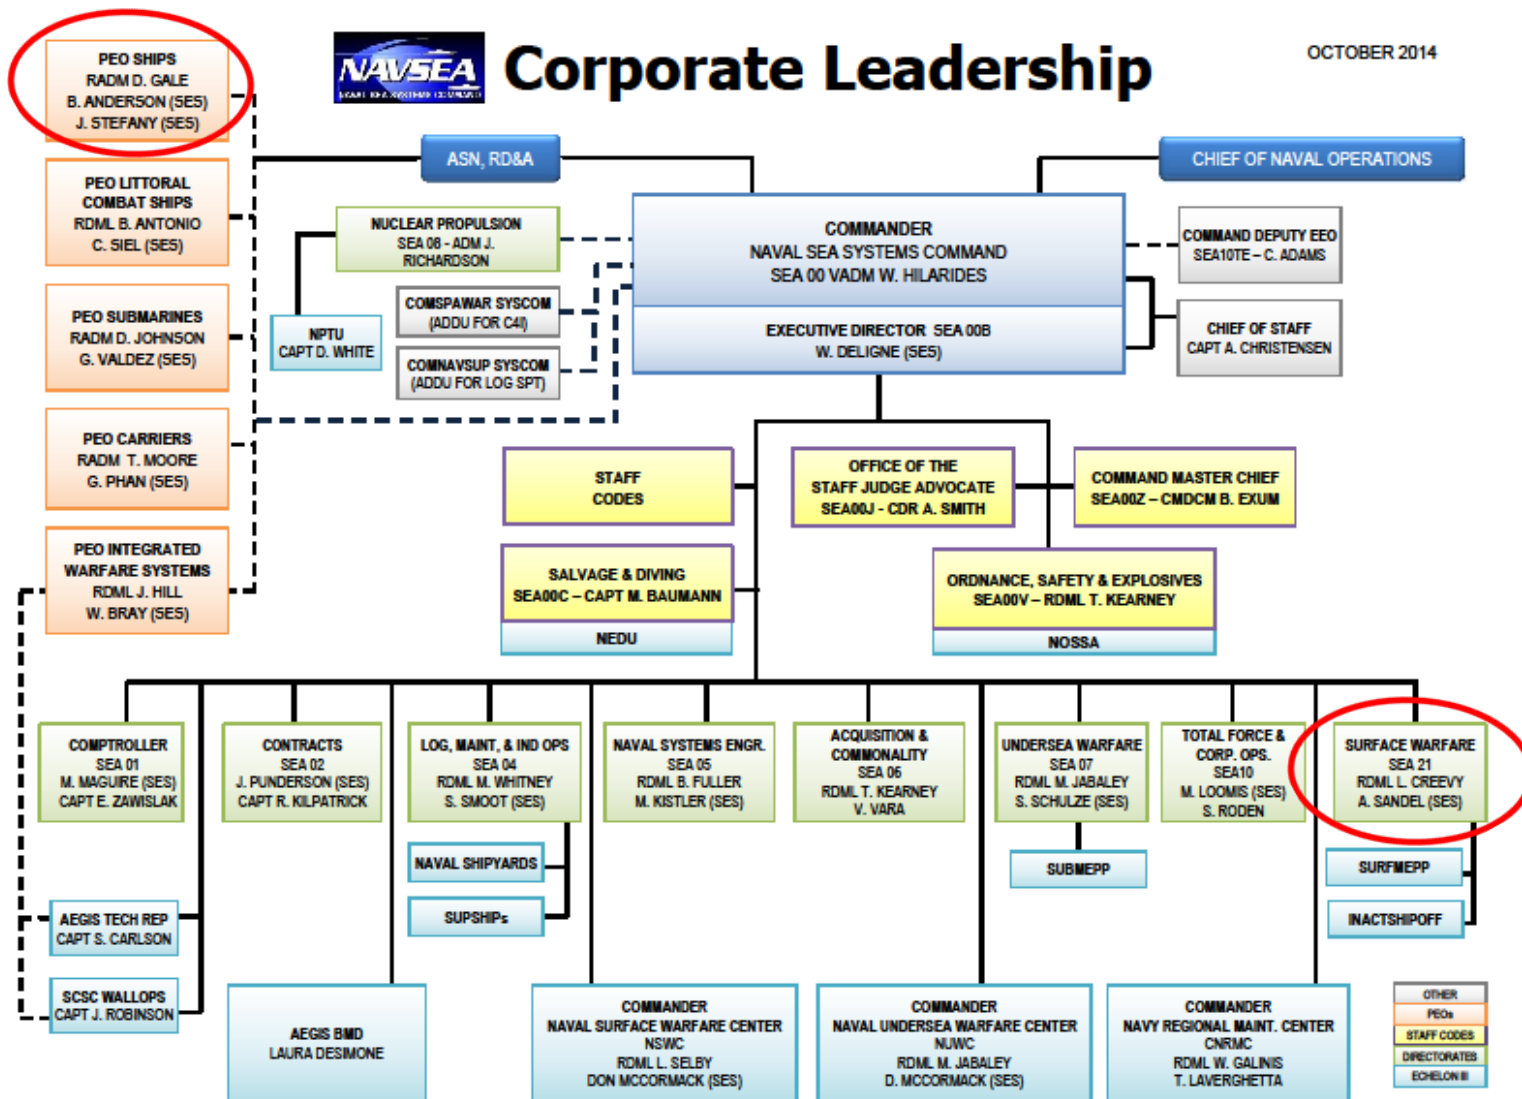 NAVSEA
NAVAL SEA SYSTEMS COMMAND
Corporate Leadership
OCTOBER 2014
PEO SHIPS
RADM D. GALE
B. ANDERSON (SES)
J. STEFANY (SES)
PEO LITTORAL
COMBAT SHIPS
RDML B. ANTONIO
C. SIEL (SES)
PEO SUBMARINES
RADM D. JOHNSON
G. VALDEZ (SES)
PEO CARRIERS
RADM T. MOORE
G. PHAN (SES)
PEO INTEGRATED
WARFARE SYSTEMS
RDML J. HILL
W. BRAY (SES)
ASN, RD&A
CHIEF OF NAVAL OPERATIONS
NUCLEAR PROPULSION
SEA 08 - ADM J.
RICHARDSON
NPTU
CAPT D. WHITE
COMSPAWAR SYSCOM
(ADDU FOR C4I)
COMNAVSUP SYSCOM
(ADDU FOR LOG SPT)
COMMANDER
NAVAL SEA SYSTEMS COMMAND
SEA 00 VADM W. HILARIDES
EXECUTIVE DIRECTOR SEA 00B
W. DELIGNE (SES)
COMMAND DEPUTY EEO
SEA10TE – C. ADAMS
CHIEF OF STAFF
CAPT A. CHRISTENSEN
STAFF
CODES
OFFICE OF THE
STAFF JUDGE ADVOCATE
SEA00J - CDR A. SMITH
COMMAND MASTER CHIEF
SEA00Z – CMDCM B. EXUM
SALVAGE & DIVING
SEA00C – CAPT M. BAUMANN
NEDU
ORDNANCE, SAFETY & EXPLOSIVES
SEA00V – RDML T. KEARNEY
NOSSA
COMPTROLLER
SEA 01
M. MAGUIRE (SES)
CAPT E. ZAWISLAK
CONTRACTS
SEA 02
J. PUNDERSON (SES)
CAPT R. KILPATRICK
LOG, MAINT, & IND OPS
SEA 04
RDML M. WHITNEY
S. SMOOT (SES)
NAVAL SYSTEMS ENGR.
SEA 05
RDML B. FULLER
M. KISTLER (SES)
ACQUISITION &
COMMONALITY
SEA 06
RDML T. KEARNEY
V. VARA
UNDERSEA WARFARE
SEA 07
RDML M. JABALEY
S. SCHULZE (SES)
TOTAL FORCE &
CORP. OPS.
SEA10
M. LOOMIS (SES)
S. RODEN
SURFACE WARFARE
SEA 21
RDML L. CREEVY
A. SANDEL (SES)
NAVAL SHIPYARDS
SUPSHIPs
SUBMEPP
SURFMEPP
INACTSHIPOFF
AEGIS TECH REP
CAPT S. CARLSON
SCSC WALLOPS
CAPT J. ROBINSON
AEGIS BMD
LAURA DESIMONE
COMMANDER
NAVAL SURFACE WARFARE CENTER
NSWC
RDML L. SELBY
DON MCCORMACK (SES)
COMMANDER
NAVAL UNDERSEA WARFARE CENTER
NUWC
RDML M. JABALEY
D. MCCORMACK (SES)
COMMANDER
NAVY REGIONAL MAINT. CENTER
CNRMC
RDML W. GALINIS
T. LAVERGHETTA
OTHER
PEOs
STAFF CODES
DIRECTORATES
ECHELON III